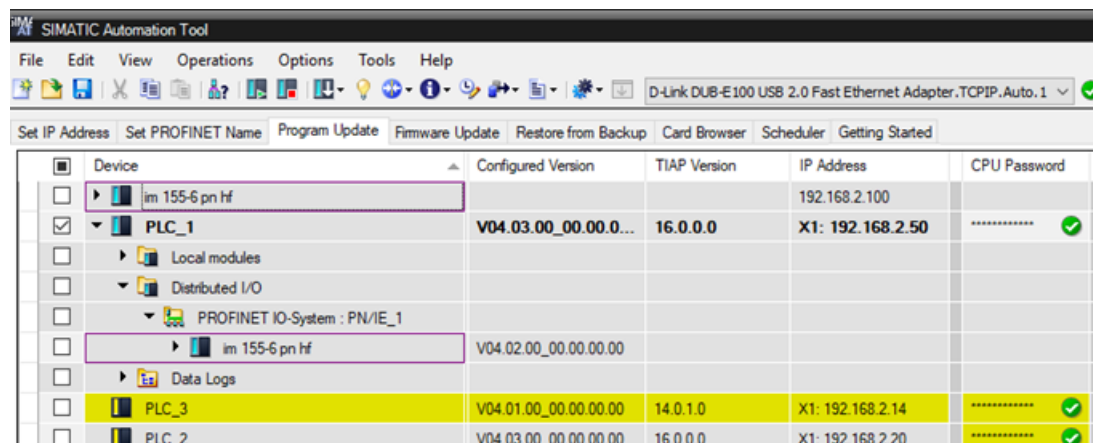 SIMATIC Automation Tool
File Edit View Operations Options Tools Help
D-Link DUB-E100 USB 2.0 Fast Ethernet Adapter.TCPIP.Auto.1
Set IP Address Set PROFINET Name Program Update Firmware Update Restore from Backup Card Browser Scheduler Getting Started
Device Configured Version TIAP Version IP Address CPU Password
im 155-6 pn hf 192.168.2.100
PLC_1 V04.03.00_00.00.0... 16.0.0.0 X1: 192.168.2.50 ************
Local modules
Distributed I/O
PROFINET IO-System : PN/IE_1
im 155-6 pn hf V04.02.00_00.00.00.00
Data Logs
PLC_3 V04.01.00_00.00.00.00 14.0.1.0 X1: 192.168.2.14 ************
PLC_2 V04.03.00_00.00.00.00 16.0.0.0 X1: 192.168.2.20 ************